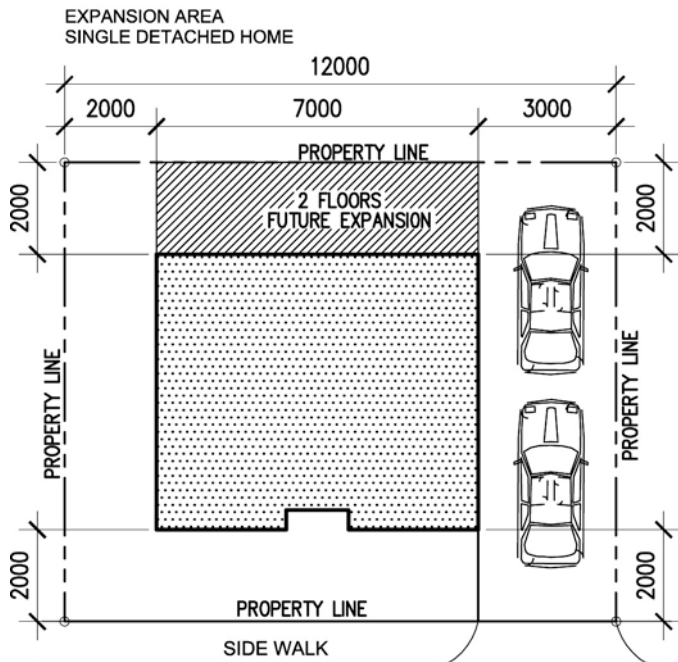 EXPANSION AREA
SINGLE DETACHED HOME
12000
2000
7000
3000
PROPERTY LINE
2000
2 FLOORS
FUTURE EXPANSION
2000
PROPERTY LINE
PROPERTY LINE
2000
PROPERTY LINE
2000
SIDE WALK